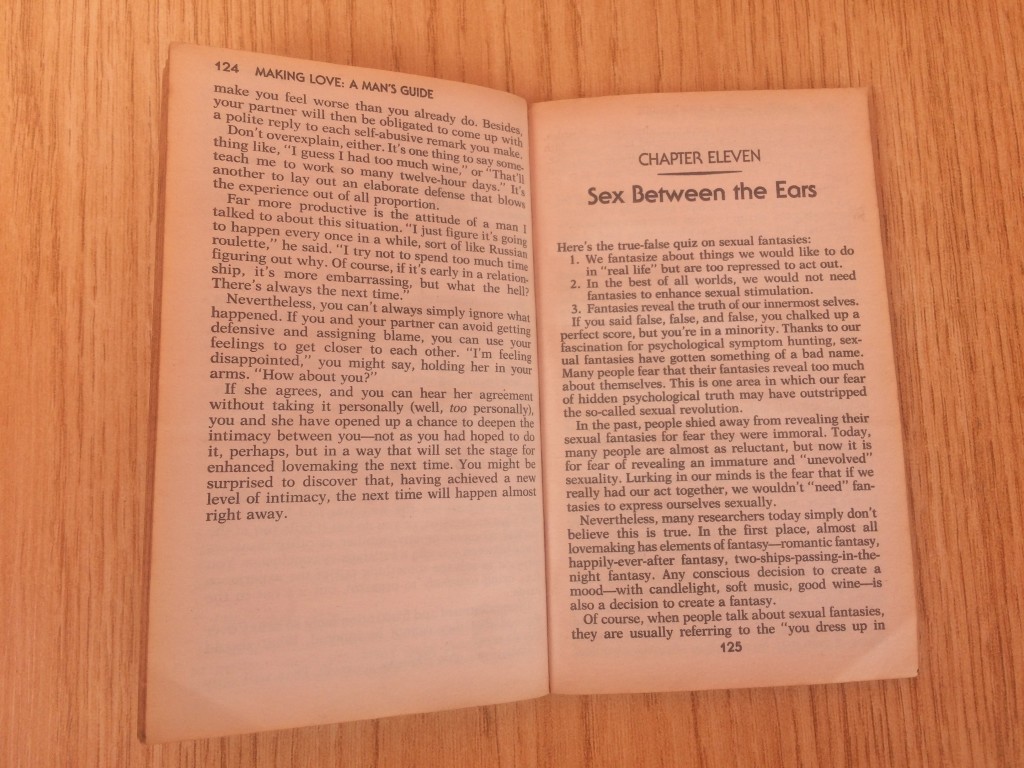 124 MAKING LOVE: A MAN'S GUIDE
make you feel worse than you already do. Besides,
your partner will then be obligated to come up with
a polite reply to each self-abusive remark you make.
Don't overexplain, either. It's one thing to say some-
thing like, "I guess I had too much wine," or "That'll
teach me to work so many twelve-hour days." It's
another to lay out an elaborate defense that blows
the experience out of all proportion.
Far more productive is the attitude of a man I
talked to about this situation. "I just figure it's going
to happen every once in a while, sort of like Russian
roulette," he said. "I try not to spend too much time
figuring out why. Of course, if it's early in a relation-
ship, it's more embarrassing, but what the hell?
There's always the next time."
Nevertheless, you can't always simply ignore what
happened. If you and your partner can avoid getting
defensive and assigning blame, you can use your
feelings to get closer to each other. "I'm feeling
disappointed," you might say, holding her in your
arms. "How about you?"
If she agrees, and you can hear her agreement
without taking it personally (well, too personally),
you and she have opened up a chance to deepen the
intimacy between you—not as you had hoped to do
it, perhaps, but in a way that will set the stage for
enhanced lovemaking the next time. You might be
surprised to discover that, having achieved a new
level of intimacy, the next time will happen almost
right away.
CHAPTER ELEVEN
Sex Between the Ears
Here's the true-false quiz on sexual fantasies:
1. We fantasize about things we would like to do
in "real life" but are too repressed to act out.
2. In the best of all worlds, we would not need
fantasies to enhance sexual stimulation.
3. Fantasies reveal the truth of our innermost selves.
If you said false, false, and false, you chalked up a
perfect score, but you're in a minority. Thanks to our
fascination for psychological symptom hunting, sex-
ual fantasies have gotten something of a bad name.
Many people fear that their fantasies reveal too much
about themselves. This is one area in which our fear
of hidden psychological truth may have outstripped
the so-called sexual revolution.
In the past, people shied away from revealing their
sexual fantasies for fear they were immoral. Today,
many people are almost as reluctant, but now it is
for fear of revealing an immature and "unevolved"
sexuality. Lurking in our minds is the fear that if we
really had our act together, we wouldn't "need" fan-
tasies to express ourselves sexually.
Nevertheless, many researchers today simply don't
believe this is true. In the first place, almost all
lovemaking has elements of fantasy—romantic fantasy,
happily-ever-after fantasy, two-ships-passing-in-the-
night fantasy. Any conscious decision to create a
mood—with candlelight, soft music, good wine—is
also a decision to create a fantasy.
Of course, when people talk about sexual fantasies,
they are usually referring to the "you dress up in
125